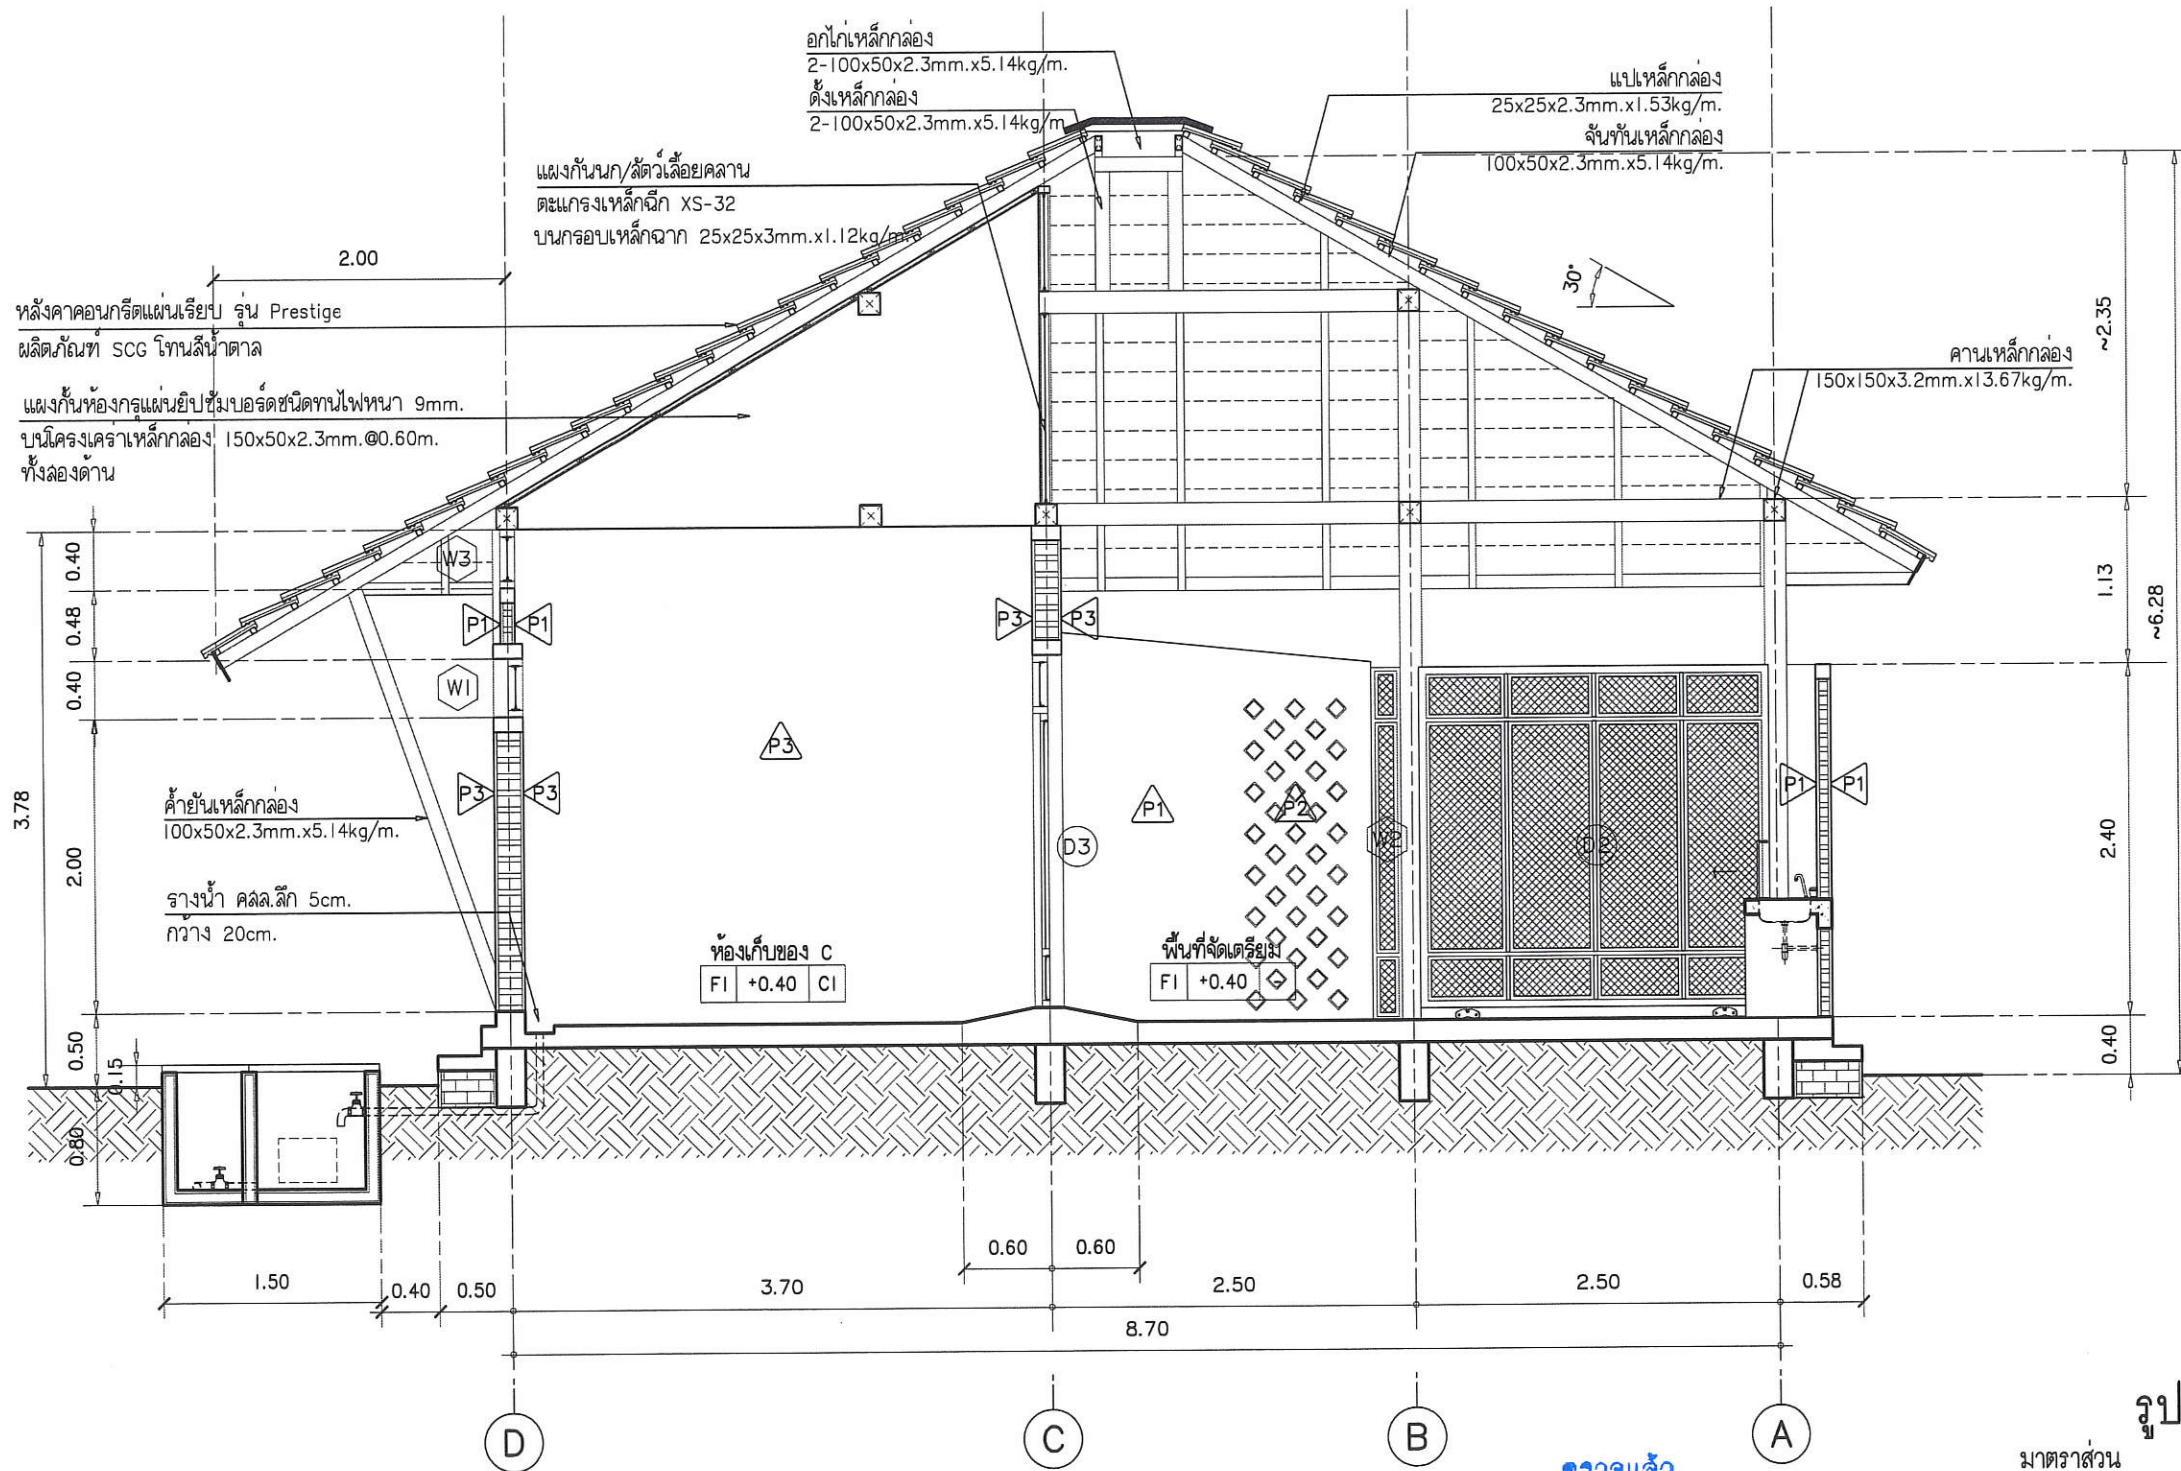 อกไก่เหล็กกล่อง
2-100x50x2.3mm.x5.14kg/m.
ดั้งเหล็กกล่อง
2-100x50x2.3mm.x5.14kg/m
แปเหล็กกล่อง
25x25x2.3mm.x1.53kg/m.
จันทันเหล็กกล่อง
100x50x2.3mm.x5.14kg/m.
แผงกันนก/สัตว์เลื้อยคลาน
ตะแกรงเหล็กฉีก XS-32
บนกรอบเหล็กฉาก 25x25x3mm.x1.12kg/m.
2.00
30°
หลังคาคอนกรีตแผ่นเรียบ รุ่น Prestige
ผลิตภัณฑ์ SCG โทนสีน้ำตาล
~2.35
คานเหล็กกล่อง
150x150x3.2mm.x13.67kg/m.
แผงกั้นห้องกรุแผ่นยิปซั่มบอร์ดชนิดทนไฟหนา 9mm.
บนโครงเคร่าเหล็กกล่อง 150x50x2.3mm.@0.60m.
ทั้งสองด้าน
0.40
W3
1.13
0.48
P1 P1
P3 P3
~6.28
0.40
W1
P3
P3 P3
P1
P2
P1 P1
3.78
ค้ำยันเหล็กกล่อง
100x50x2.3mm.x5.14kg/m.
2.00
D3
W2
D2
2.40
รางน้ำ คสล.ลึก 5cm.
กว้าง 20cm.
ห้องเก็บของ C
F1 +0.40 C1
พื้นที่จัดเตรียม
F1 +0.40 -
0.50
0.15
0.40
0.80
0.60 0.60
1.50 0.40 0.50 3.70 2.50 2.50 0.58
8.70
D C B A
รูป
มาตราส่วน
ตรวจแล้ว